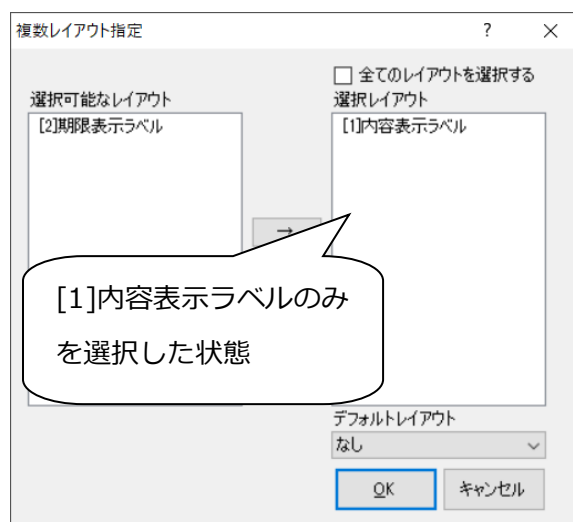 複数レイアウト指定
?
×
全てのレイアウトを選択する
選択可能なレイアウト
選択レイアウト
[2]期限表示ラベル
[1]内容表示ラベル
→
[1]内容表示ラベルのみ
を選択した状態
デフォルトレイアウト
なし
OK
キャンセル